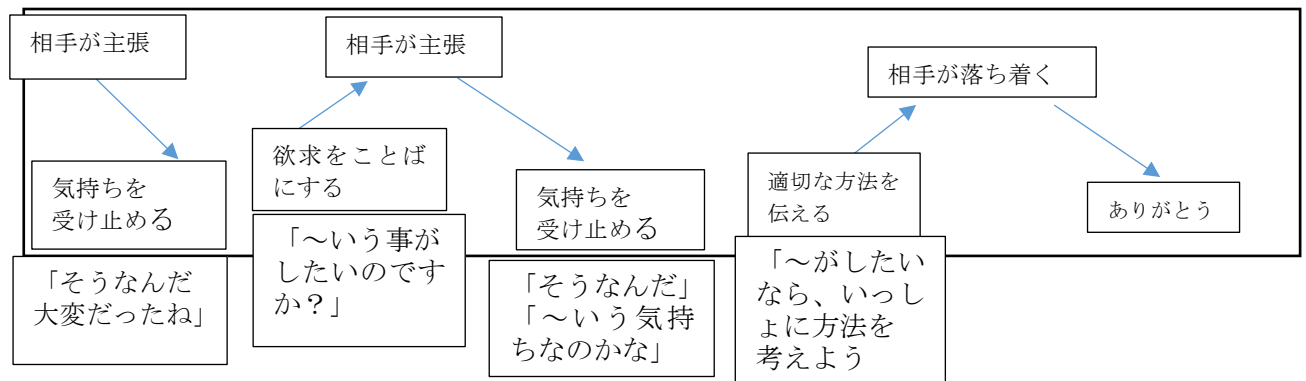 相手が主張
気持ちを
受け止める
「そうなんだ
大変だったね」
欲求をことば
にする
「～いう事が
したいのです
か？」
相手が主張
気持ちを
受け止める
「そうなんだ」
「～いう気持
ちなのかな」
適切な方法を
伝える
「～がしたい
なら、いっし
ょに方法を
考えよう
相手が落ち着く
ありがとう